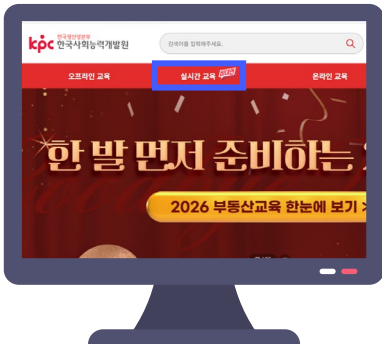 한국생산성본부
kpc 한국사회능력개발원
검색어를 입력해주세요.
오프라인 교육
실시간 교육
온라인 교육
한 발 먼저 준비하는
2026 부동산교육 한눈에 보기 >